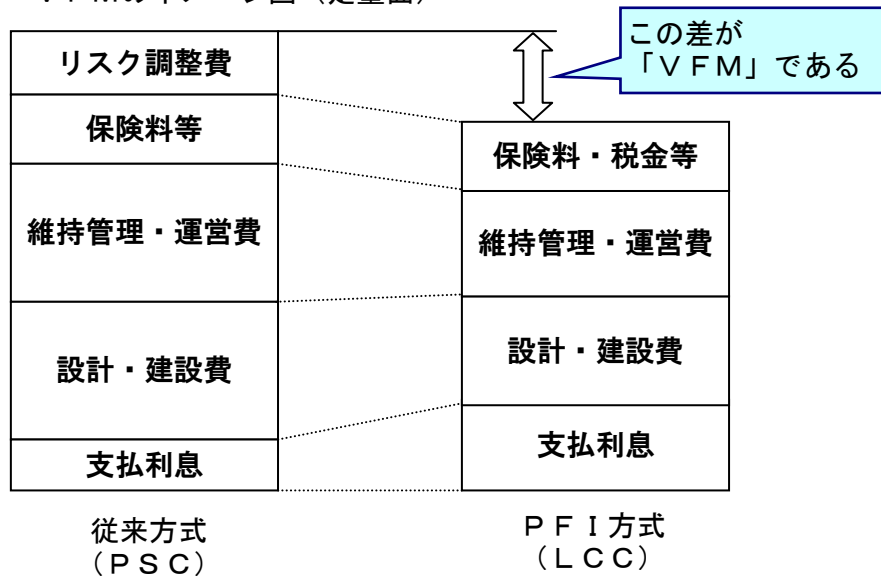 この差が
「ＶＦＭ」である
リスク調整費
保険料等
維持管理・運営費
設計・建設費
支払利息
従来方式
（ＰＳＣ）
保険料・税金等
維持管理・運営費
設計・建設費
支払利息
ＰＦＩ方式
（ＬＣＣ）